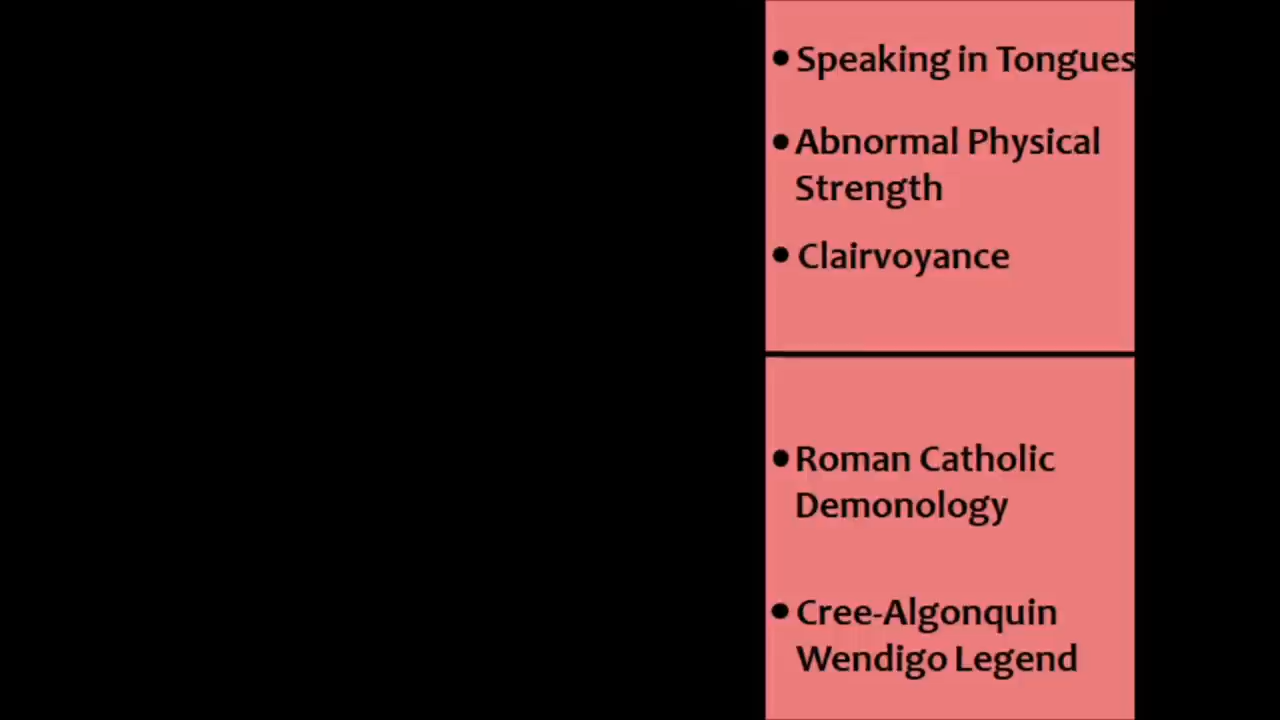 • Speaking in Tongues
• Abnormal Physical
Strength
• Clairvoyance
• Roman Catholic
Demonology
• Cree-Algonquin
Wendigo Legend